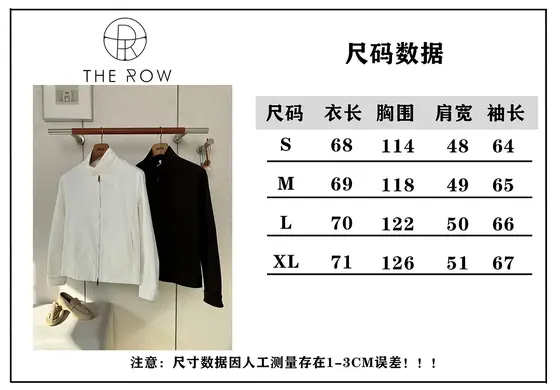 THE ROW
尺码数据
尺码 衣长 胸围 肩宽 袖长
S 68 114 48 64
M 69 118 49 65
L 70 122 50 66
XL 71 126 51 67
注意：尺寸数据因人工测量存在1-3CM误差！！！